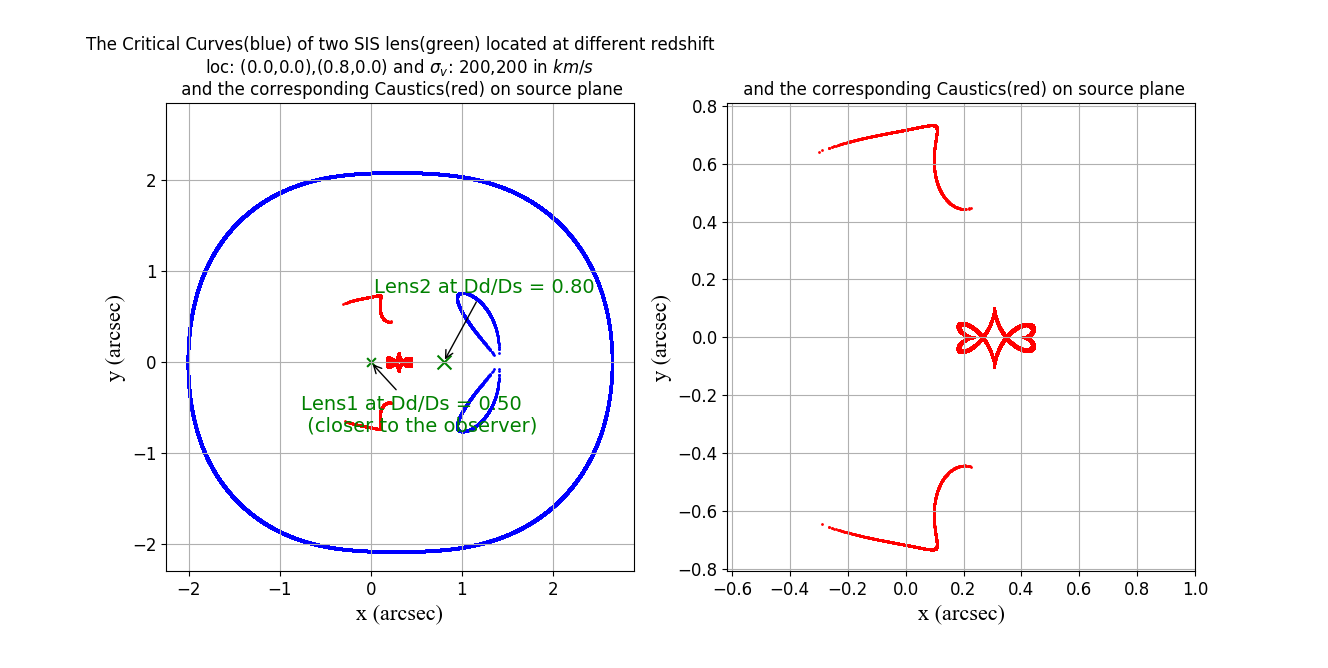 The Critical Curves(blue) of two SIS lens(green) located at different redshift
loc: (0.0,0.0),(0.8,0.0) and σ_v: 200,200 in km/s
and the corresponding Caustics(red) on source plane
2
1
0
−1
−2
−2 −1 0 1 2
y (arcsec)
x (arcsec)
Lens2 at Dd/Ds = 0.80
Lens1 at Dd/Ds = 0.50
(closer to the observer)
and the corresponding Caustics(red) on source plane
0.8
0.6
0.4
0.2
0.0
−0.2
−0.4
−0.6
−0.8
−0.6 −0.4 −0.2 0.0 0.2 0.4 0.6 0.8 1.0
y (arcsec)
x (arcsec)